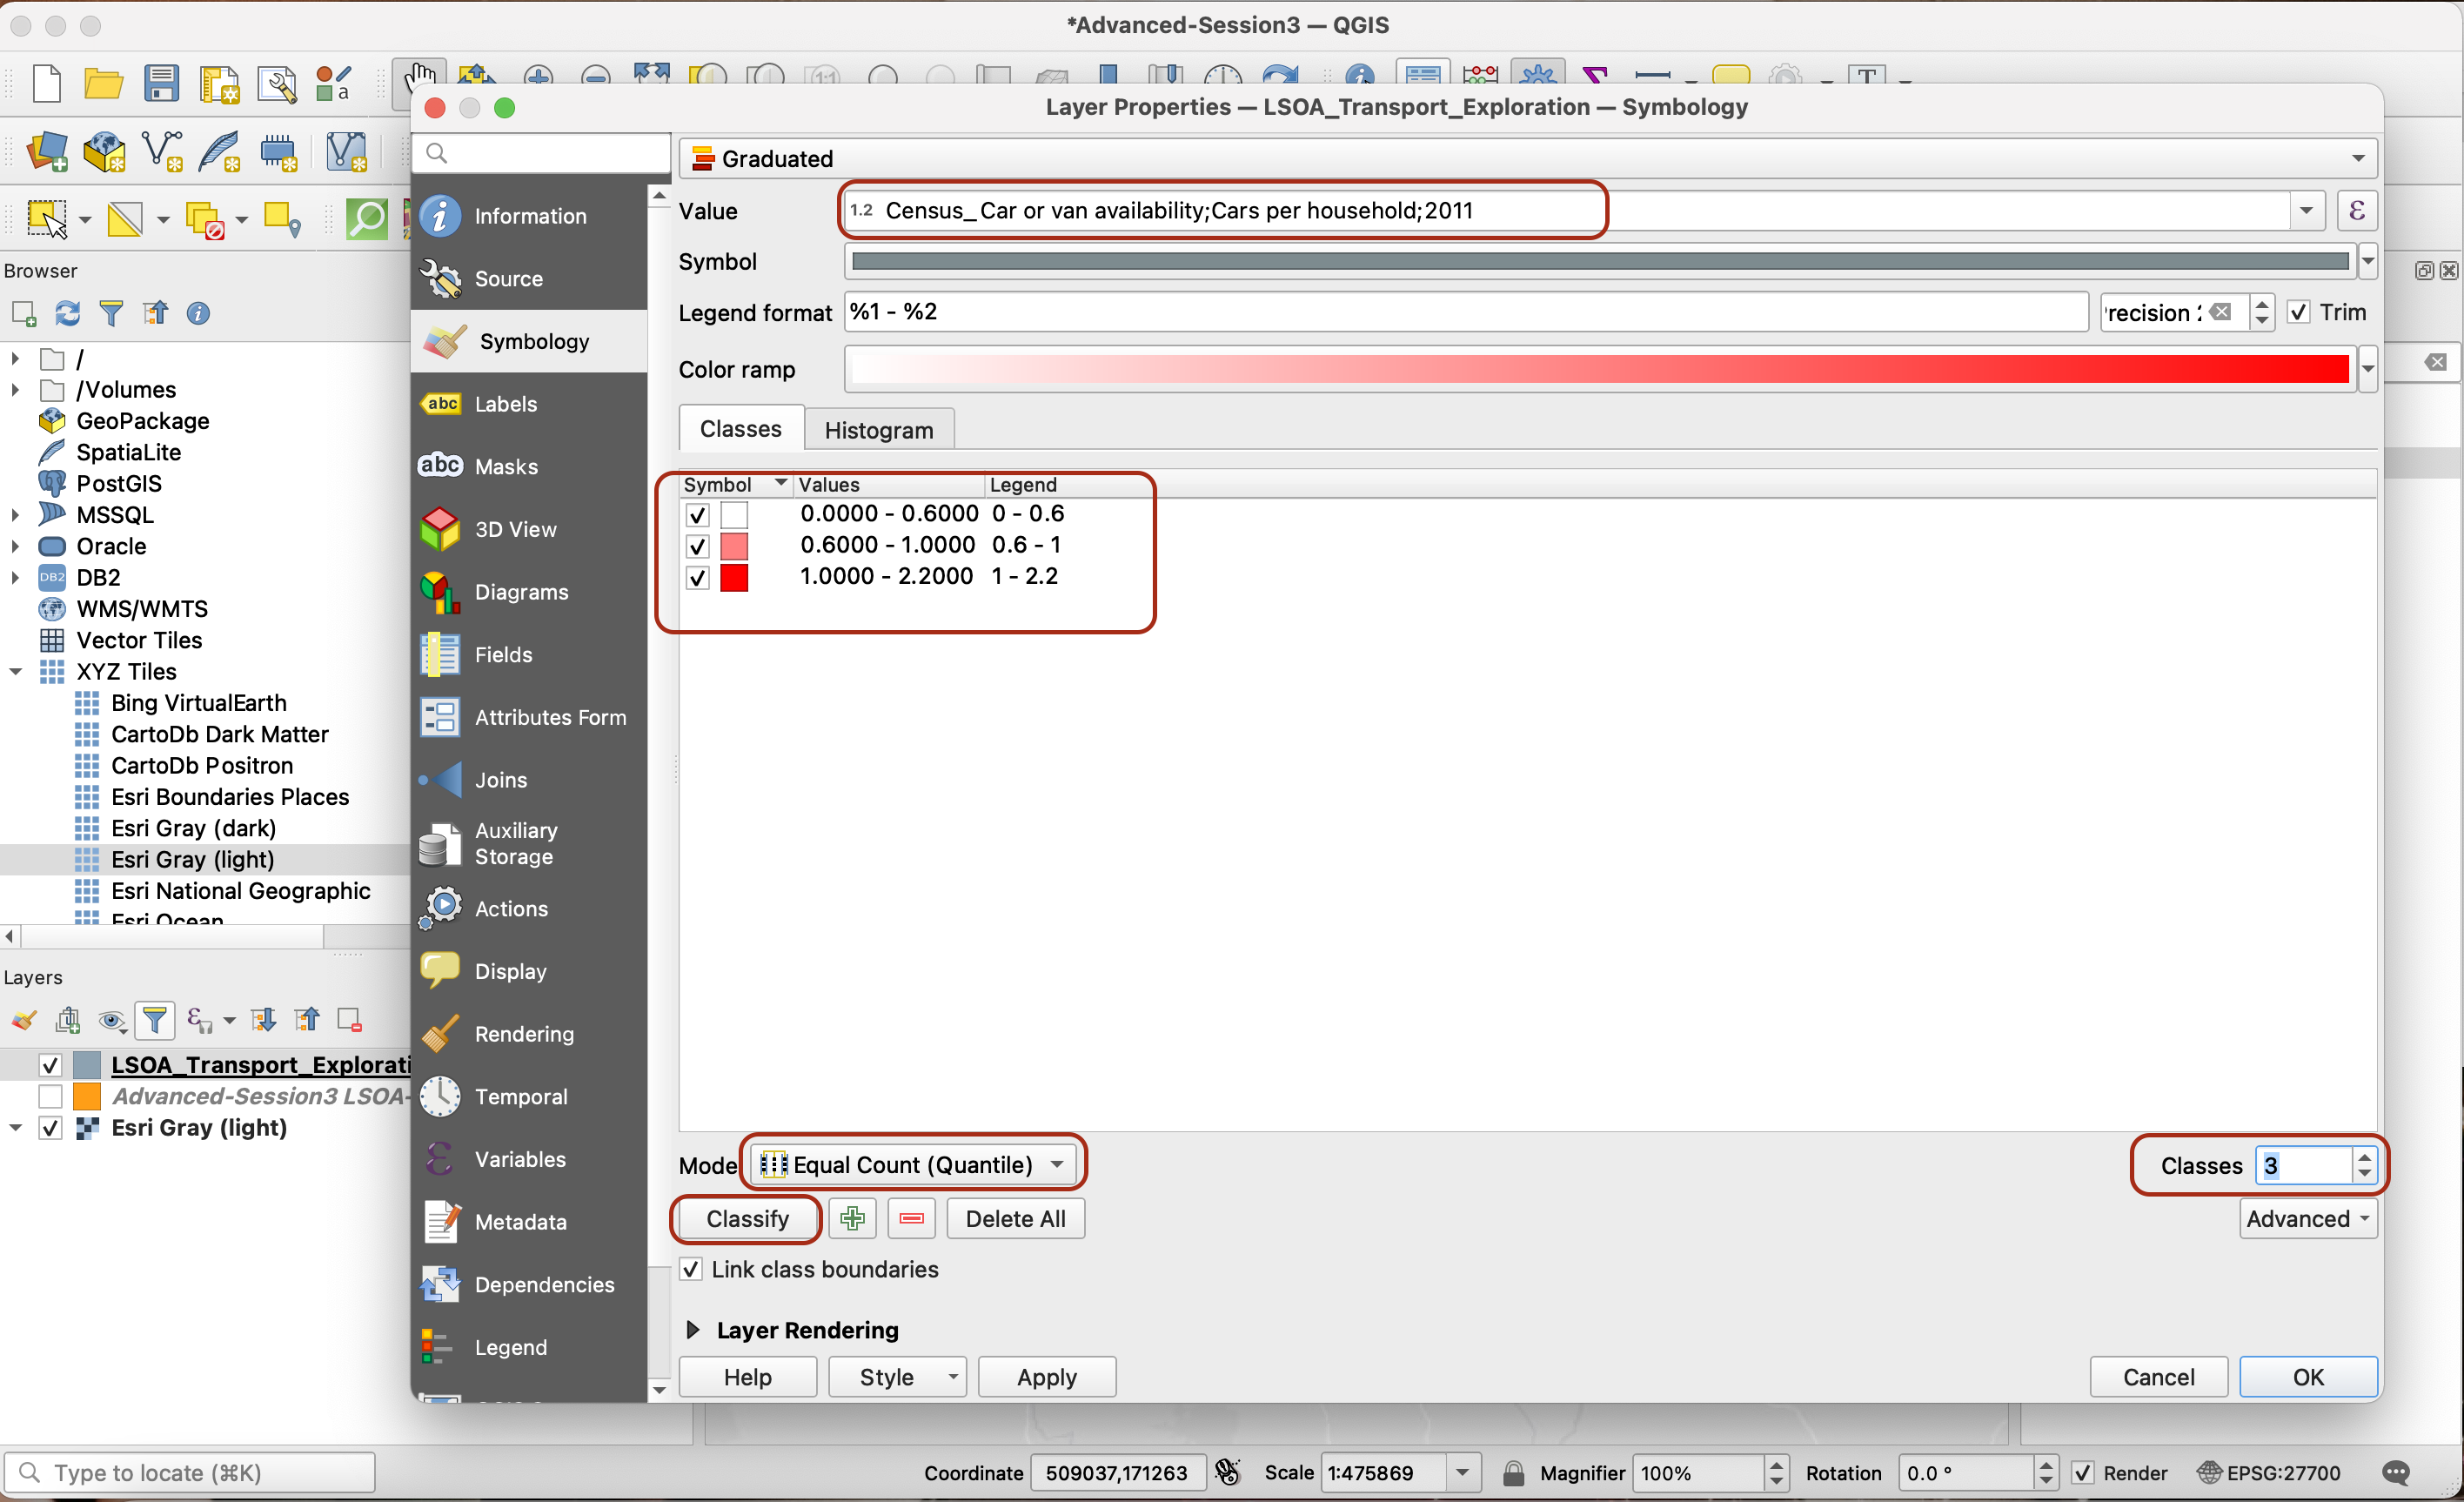 *Advanced-Session3 — QGIS
Layer Properties — LSOA_Transport_Exploration — Symbology
Graduated
Value
1.2 Census_Car or van availability;Cars per household;2011
ε
Symbol
Legend format
%1 - %2
Trim
Color ramp
Classes
Histogram
Symbol Values Legend
0.0000 - 0.6000 0 - 0.6
0.6000 - 1.0000 0.6 - 1
1.0000 - 2.2000 1 - 2.2
Mode
Equal Count (Quantile)
Classes 3
Classify
Delete All
Advanced
Link class boundaries
Layer Rendering
Help
Style
Apply
Cancel
OK
Information
Source
Symbology
abc Labels
abc Masks
3D View
Diagrams
Fields
Attributes Form
Joins
Auxiliary
Storage
Actions
Display
Rendering
Temporal
Variables
Metadata
Dependencies
Legend
Browser
/
/Volumes
GeoPackage
SpatiaLite
PostGIS
MSSQL
Oracle
DB2 DB2
WMS/WMTS
Vector Tiles
XYZ Tiles
Bing VirtualEarth
CartoDb Dark Matter
CartoDb Positron
Esri Boundaries Places
Esri Gray (dark)
Esri Gray (light)
Esri National Geographic
Esri Ocean
Layers
LSOA_Transport_Explorati
Advanced-Session3 LSOA-
Esri Gray (light)
Type to locate (⌘K)
Coordinate 509037,171263
Scale 1:475869
Magnifier 100%
Rotation 0.0 °
Render
EPSG:27700